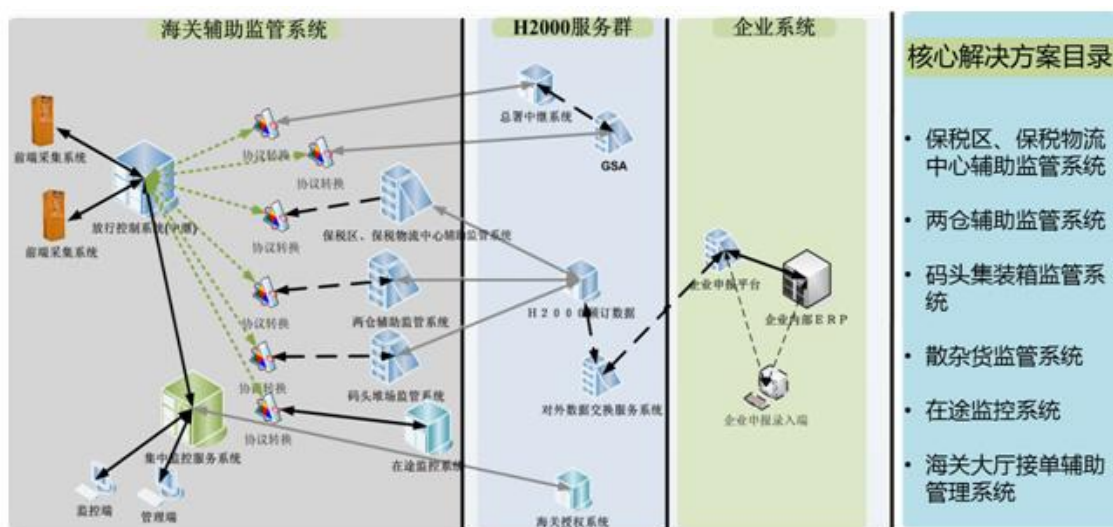 海关辅助监管系统
H2000服务群
企业系统
核心解决方案目录
前端采集系统
前端采集系统
放行控制系统(中继)
协议转换
协议转换
协议转换
协议转换
协议转换
协议转换
保税区、保税物流中心辅助监管系统
两仓辅助监管系统
码头堆场监管系统
在途监控系统
集中监控服务系统
监控端
管理端
总署中继系统
GSA
H2000预订数据
对外数据交换服务系统
海关授权系统
企业申报平台
企业内部ERP
企业申报录入端
• 保税区、保税物流
中心辅助监管系统
• 两仓辅助监管系统
• 码头集装箱监管系
统
• 散杂货监管系统
• 在途监控系统
• 海关大厅接单辅助
管理系统